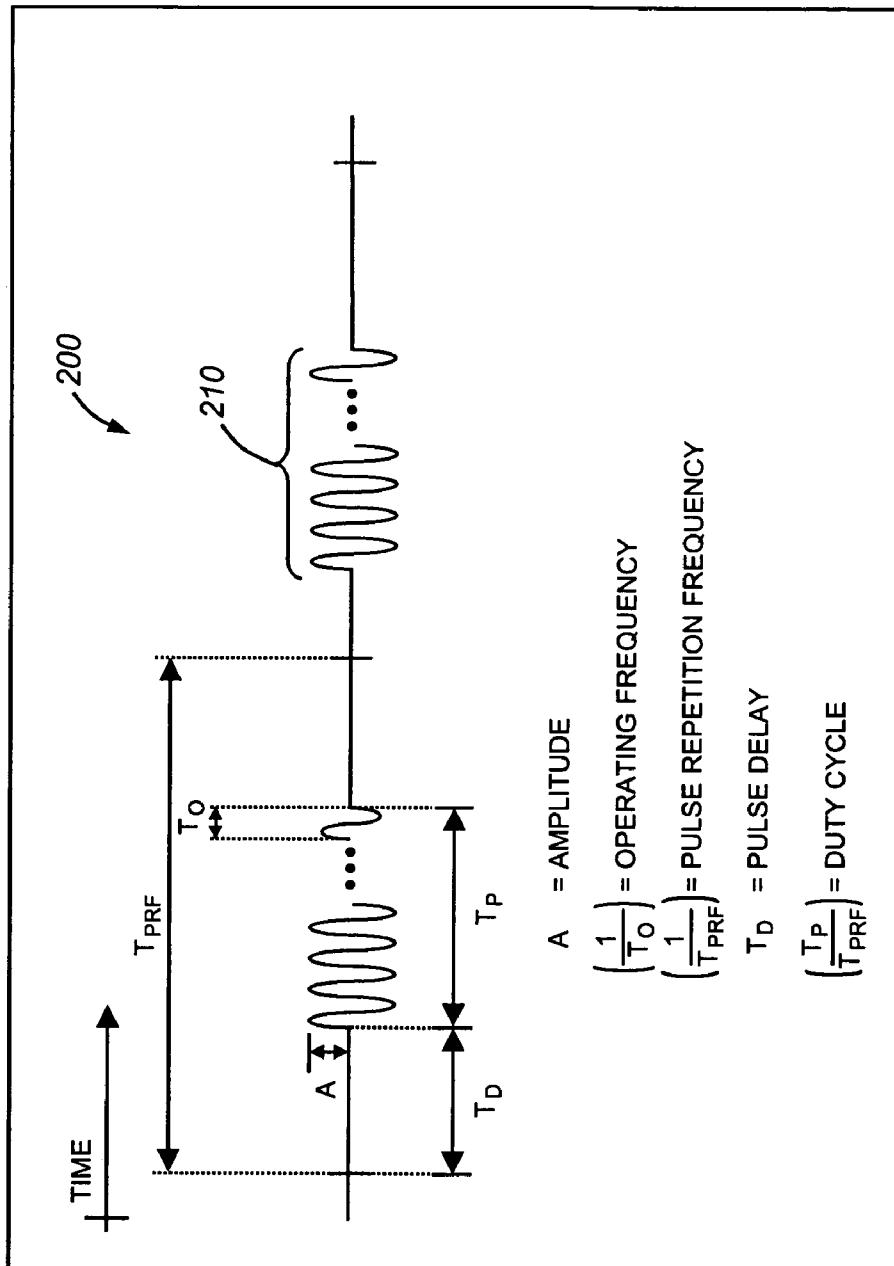 200
TIME
T_PRF
T_O
210
A
T_D
T_P
A = AMPLITUDE
(1/T_O) = OPERATING FREQUENCY
(1/T_PRF) = PULSE REPETITION FREQUENCY
T_D = PULSE DELAY
(T_P/T_PRF) = DUTY CYCLE